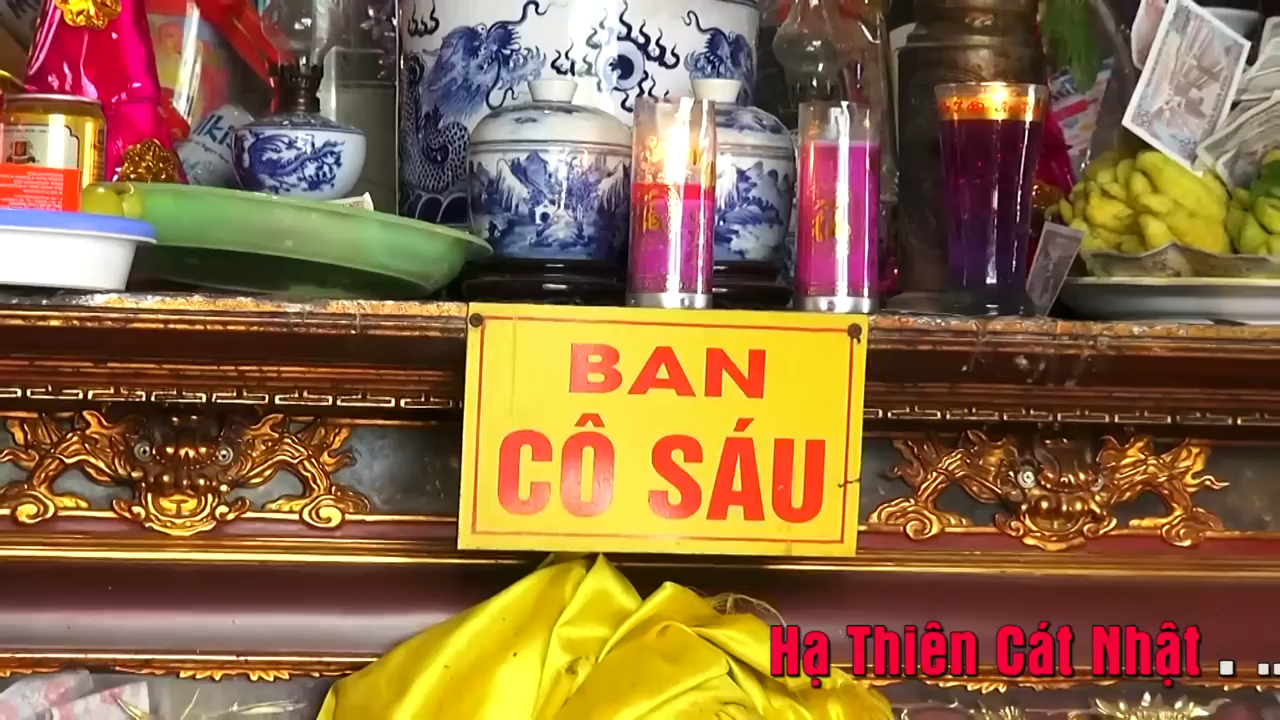 BAN
CÔ SÁU
Hạ Thiên Cát Nhật . ..